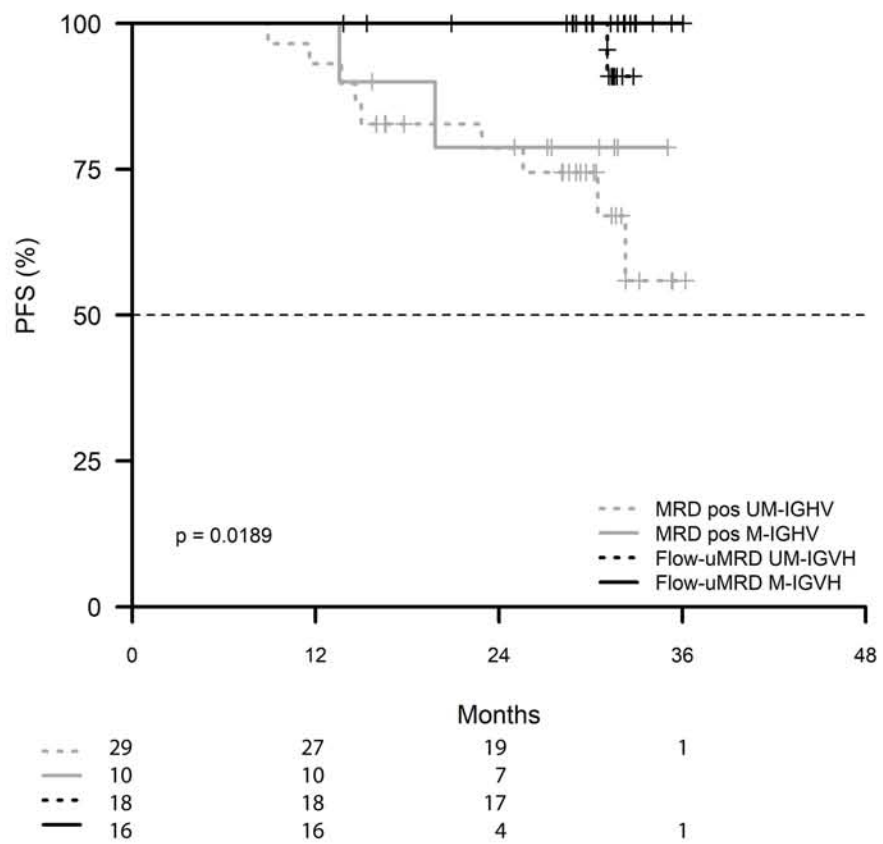 100
75
PFS (%)
50
25
p = 0.0189
MRD pos UM-IGHV
MRD pos M-IGHV
Flow-uMRD UM-IGVH
Flow-uMRD M-IGVH
0
0 12 24 36 48
Months
29 27 19 1
10 10 7
18 18 17
16 16 4 1